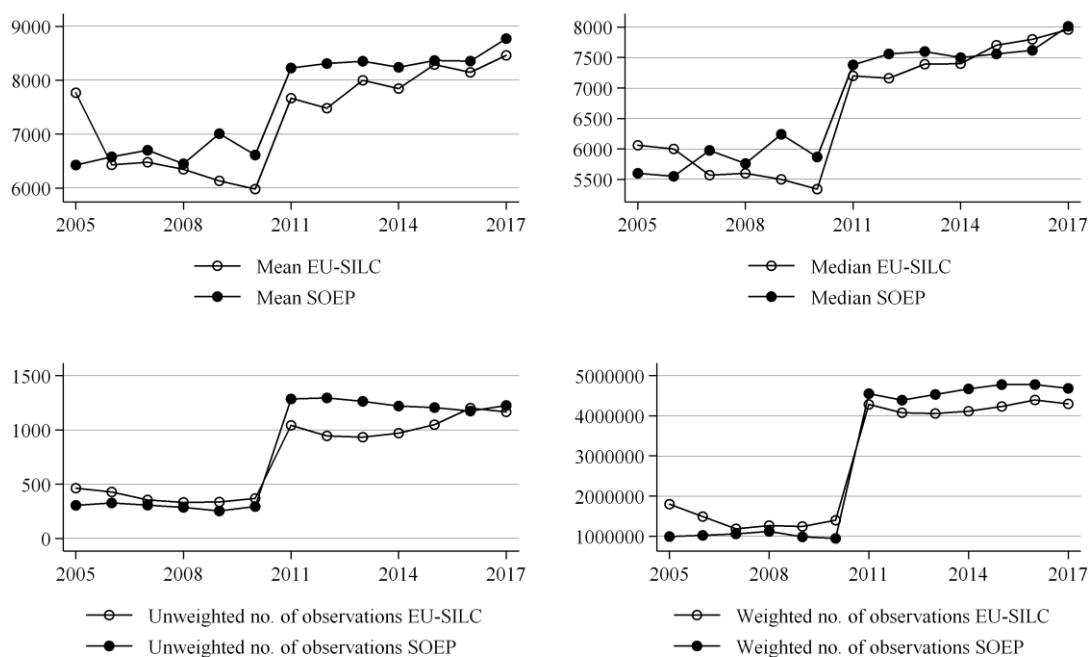 9000
8000
7000
6000
2005 2008 2011 2014 2017
Mean EU-SILC
Mean SOEP
8000
7500
7000
6500
6000
5500
2005 2008 2011 2014 2017
Median EU-SILC
Median SOEP
1500
1000
500
0
2005 2008 2011 2014 2017
Unweighted no. of observations EU-SILC
Unweighted no. of observations SOEP
5000000
4000000
3000000
2000000
1000000
2005 2008 2011 2014 2017
Weighted no. of observations EU-SILC
Weighted no. of observations SOEP